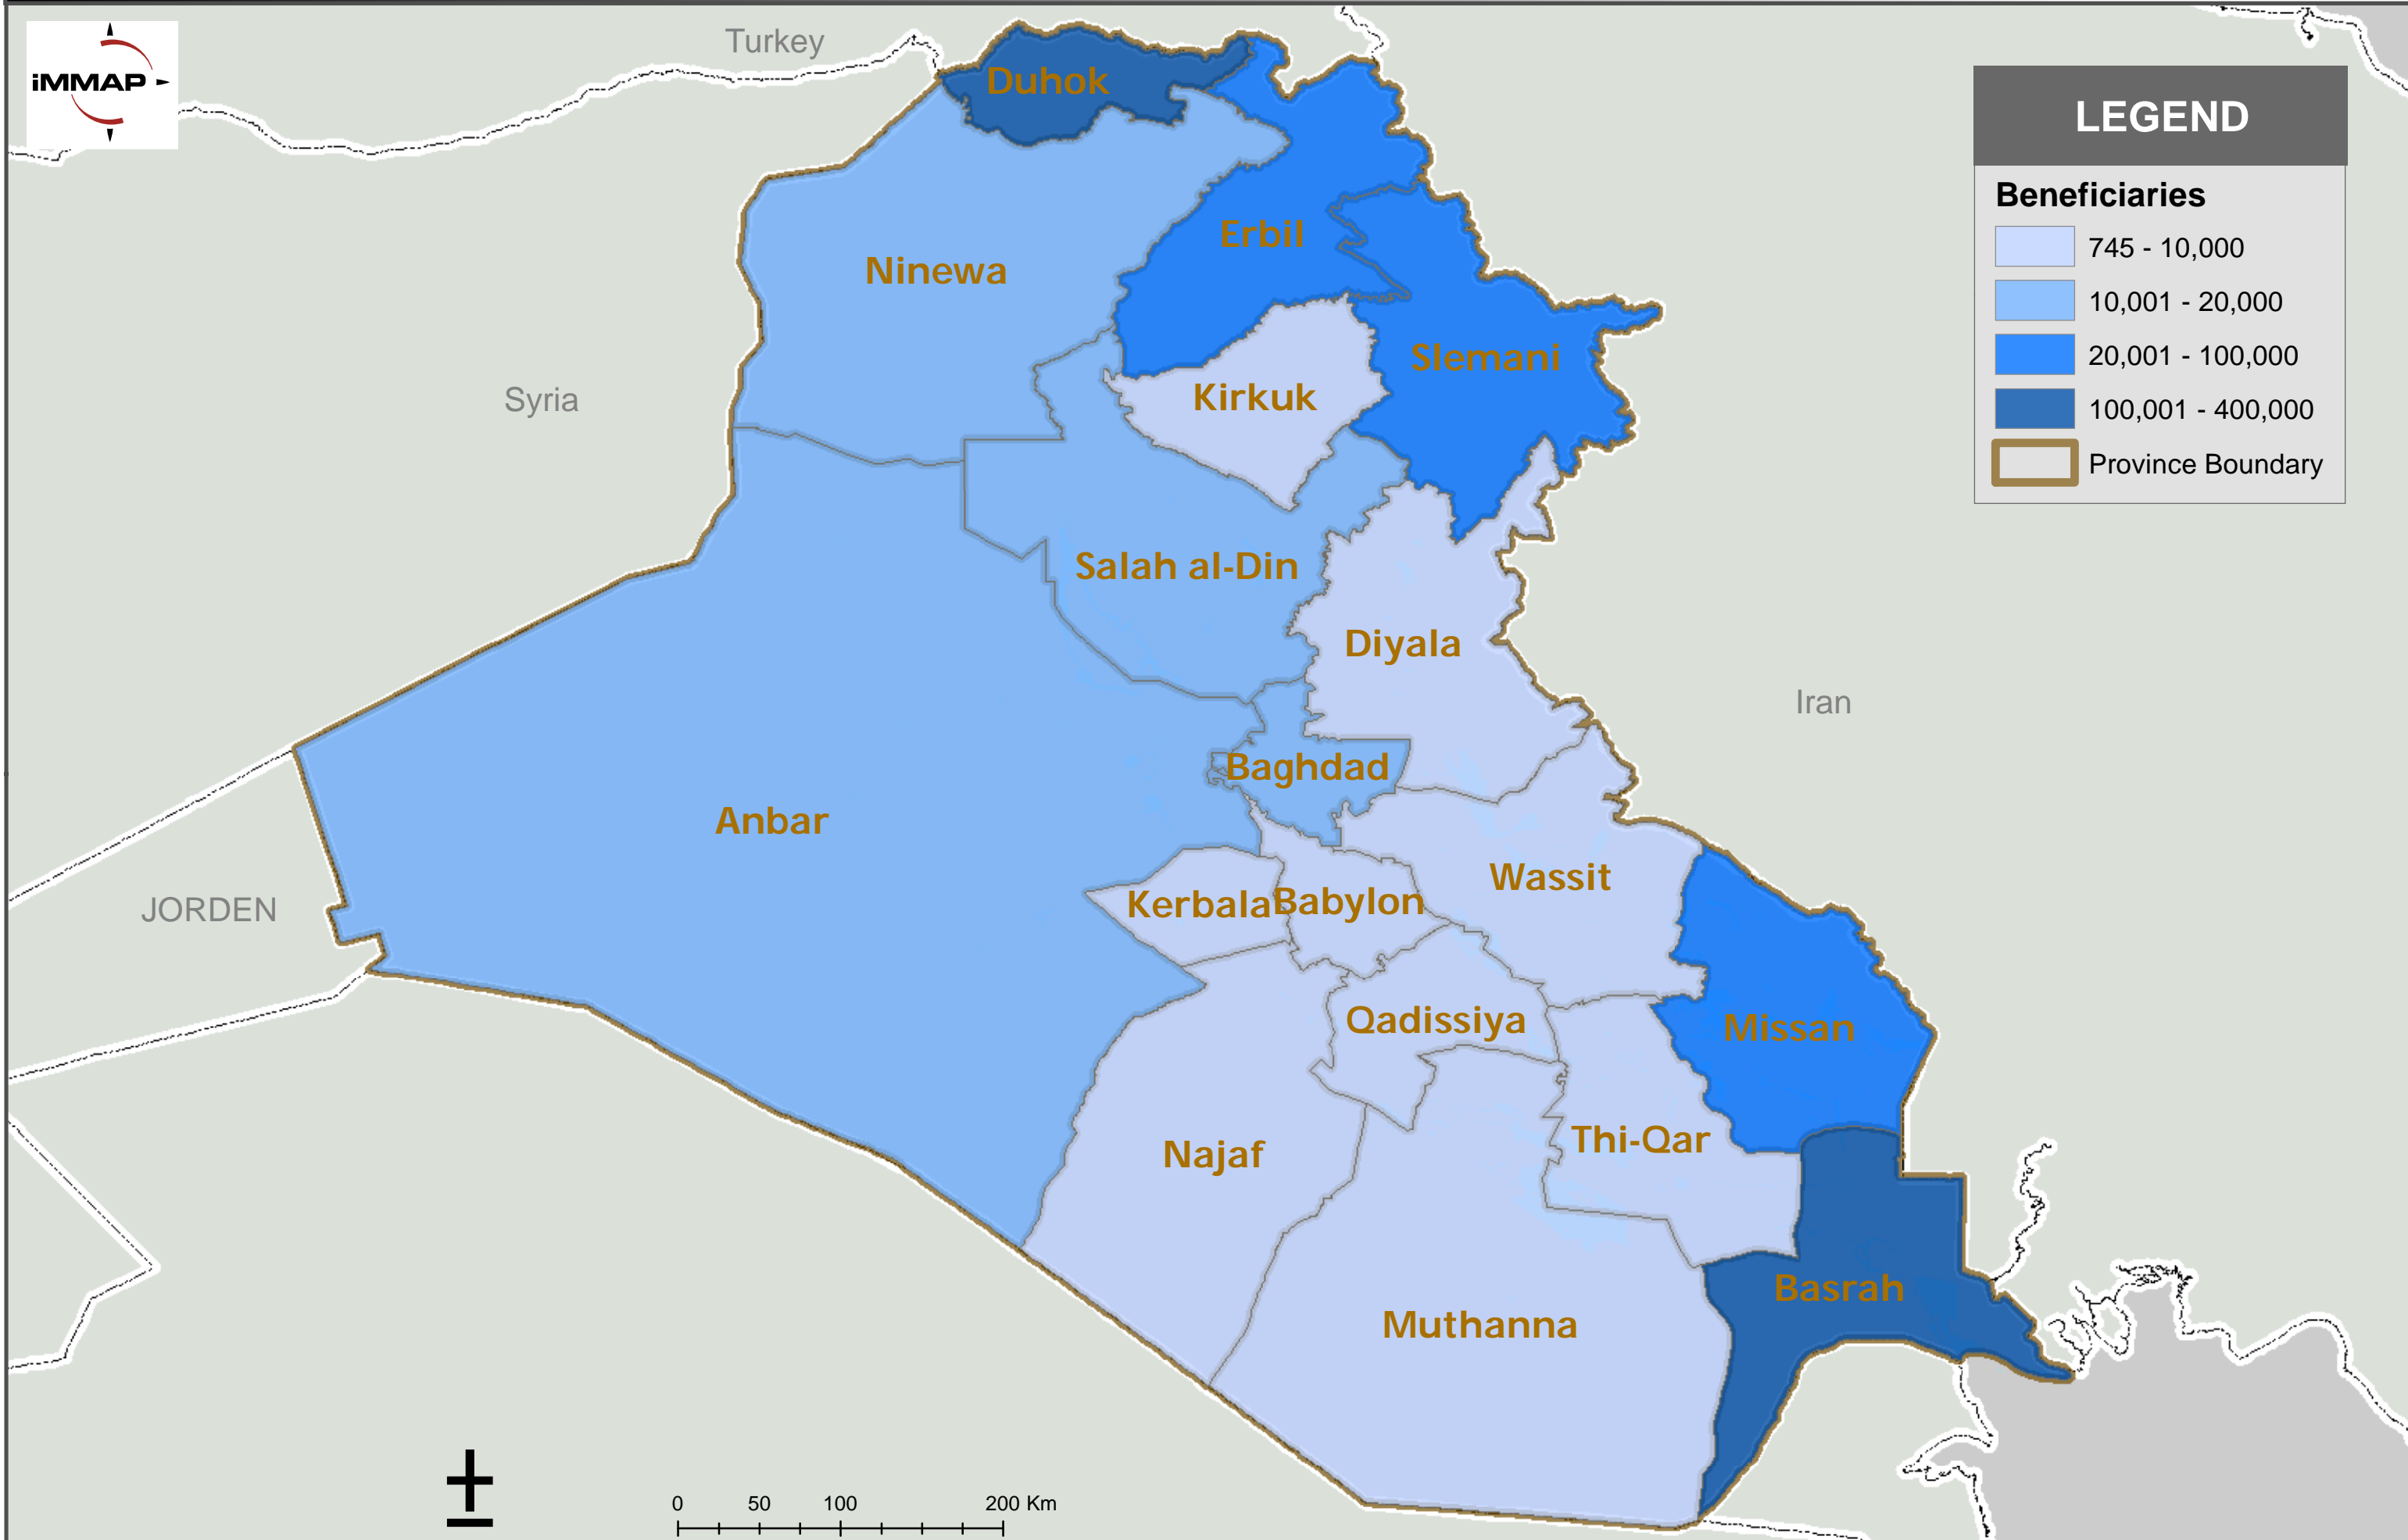 iMMAP
Turkey
Duhok
LEGEND
Beneficiaries
745 - 10,000
10,001 - 20,000
20,001 - 100,000
100,001 - 400,000
Province Boundary
Erbil
Ninewa
Slemani
Kirkuk
Syria
Salah al-Din
Diyala
Iran
Baghdad
Anbar
Wassit
Kerbala
Babylon
JORDEN
Qadissiya
Missan
Thi-Qar
Najaf
Basrah
Muthanna
0 50 100 200 Km